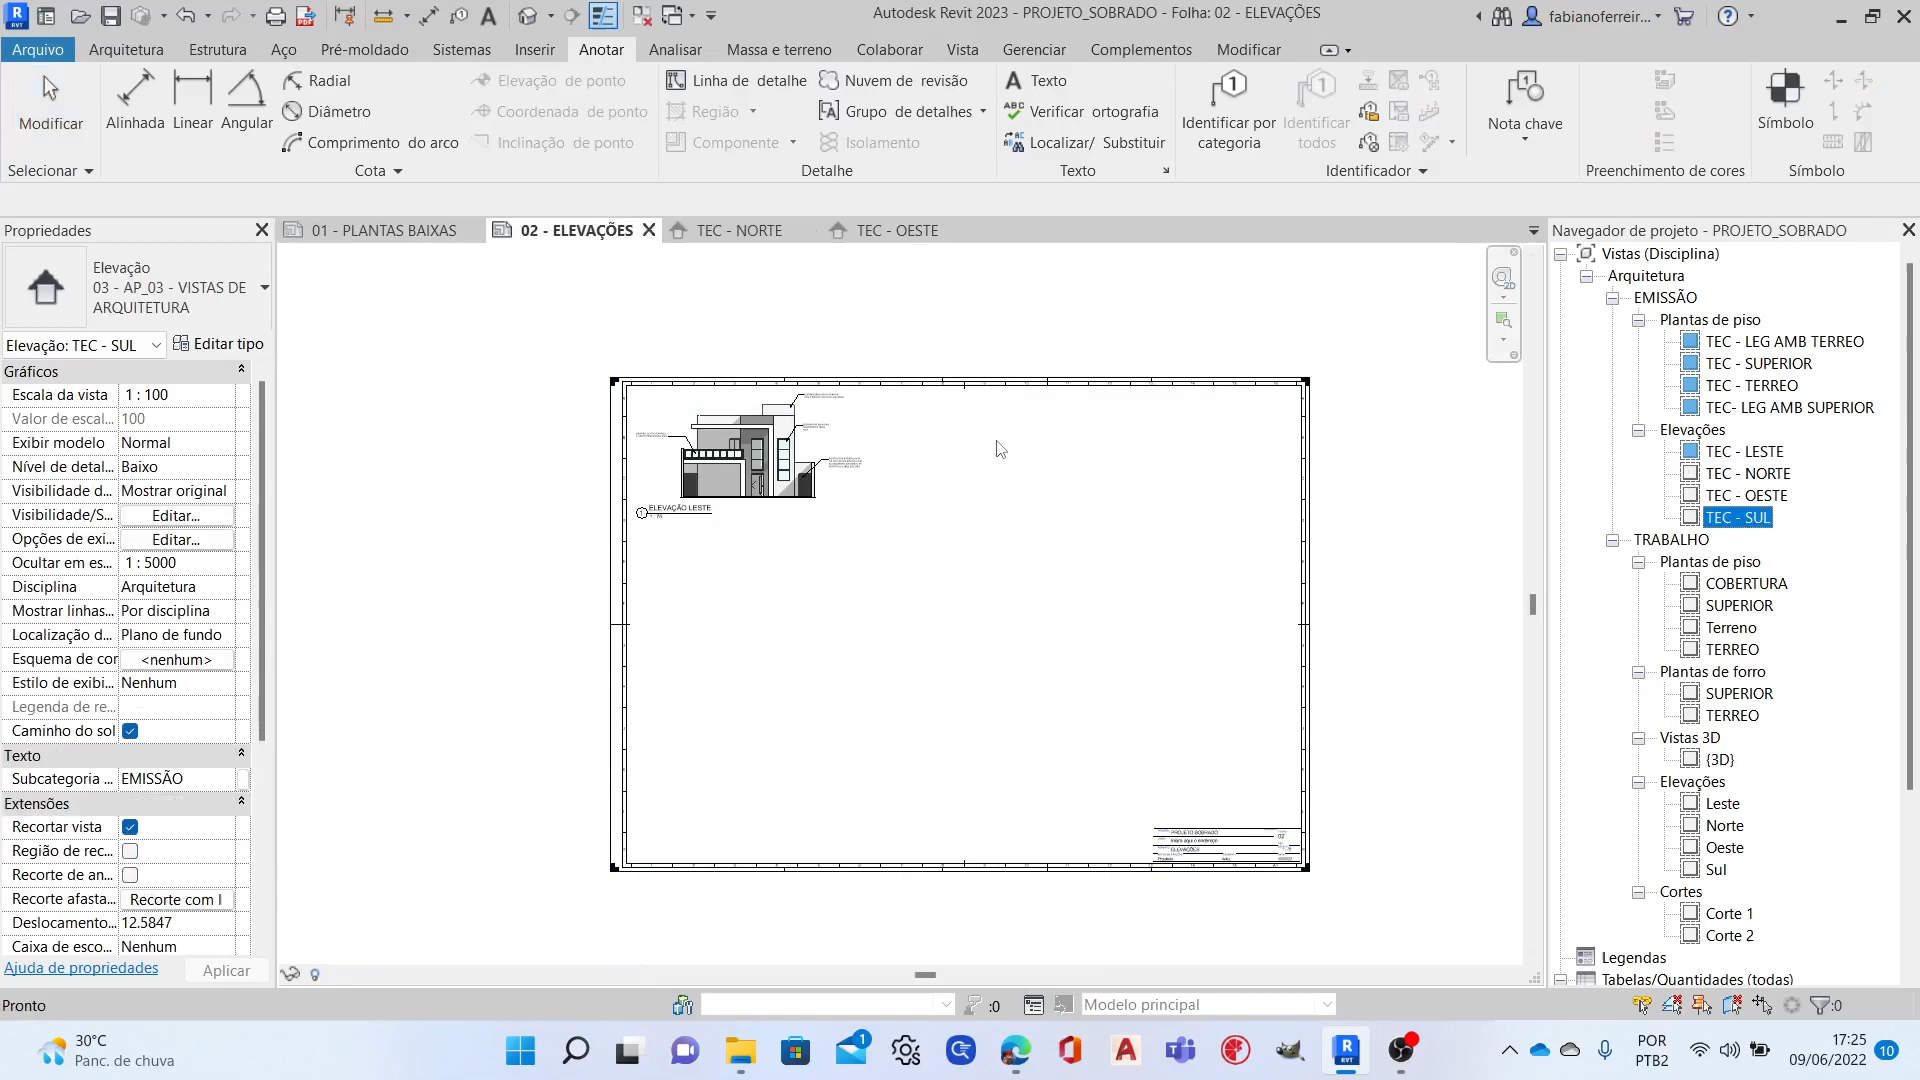 Autodesk Revit 2023 - PROJETO_SOBRADO - Folha: 02 - ELEVAÇÕES
fabianoferreir...
Arquivo Arquitetura Estrutura Aço Pré-moldado Sistemas Inserir Anotar Analisar Massa e terreno Colaborar Vista Gerenciar Complementos Modificar
Modificar
Selecionar
Alinhada Linear Angular
Radial
Diâmetro
Comprimento do arco
Elevação de ponto
Coordenada de ponto
Inclinação de ponto
Cota
Linha de detalhe
Região
Componente
Nuvem de revisão
Grupo de detalhes
Isolamento
Detalhe
Texto
Verificar ortografia
Localizar/ Substituir
Texto
Identificar por
categoria
Identificar
todos
Identificador
Nota chave
Preenchimento de cores
Símbolo
Símbolo
Propriedades
Elevação
03 - AP_03 - VISTAS DE
ARQUITETURA
Elevação: TEC - SUL
Editar tipo
Gráficos
Escala da vista 1 : 100
Valor de escal... 100
Exibir modelo Normal
Nível de detal... Baixo
Visibilidade d... Mostrar original
Visibilidade/S... Editar...
Opções de exi... Editar...
Ocultar em es... 1 : 5000
Disciplina Arquitetura
Mostrar linhas... Por disciplina
Localização d... Plano de fundo
Esquema de cor <nenhum>
Estilo de exibi... Nenhum
Legenda de re...
Caminho do sol
Texto
Subcategoria ... EMISSÃO
Extensões
Recortar vista
Região de rec...
Recorte de an...
Recorte afasta... Recorte com l
Deslocamento... 12.5847
Caixa de esco... Nenhum
Ajuda de propriedades
Aplicar
01 - PLANTAS BAIXAS
02 - ELEVAÇÕES
TEC - NORTE
TEC - OESTE
2D
ELEVAÇÃO LESTE
PROJETO SOBRADO
02
ELEVAÇÕES
Navegador de projeto - PROJETO_SOBRADO
Vistas (Disciplina)
Arquitetura
EMISSÃO
Plantas de piso
TEC - LEG AMB TERREO
TEC - SUPERIOR
TEC - TERREO
TEC- LEG AMB SUPERIOR
Elevações
TEC - LESTE
TEC - NORTE
TEC - OESTE
TEC - SUL
TRABALHO
Plantas de piso
COBERTURA
SUPERIOR
Terreno
TERREO
Plantas de forro
SUPERIOR
TERREO
Vistas 3D
{3D}
Elevações
Leste
Norte
Oeste
Sul
Cortes
Corte 1
Corte 2
Legendas
Tabelas/Quantidades (todas)
Pronto
:0
Modelo principal
:0
30°C
Panc. de chuva
1
POR
PTB2
17:25
09/06/2022
10